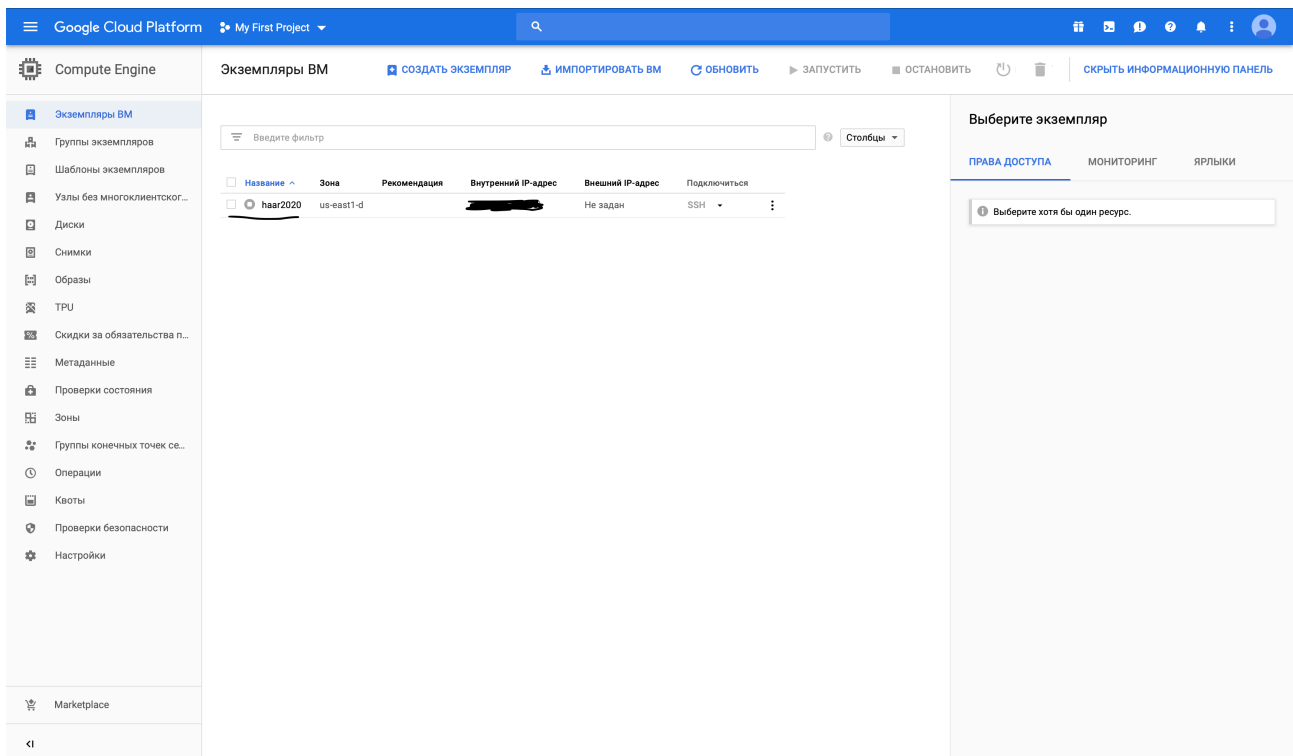 Google Cloud Platform My First Project
Compute Engine
Экземпляры ВМ СОЗДАТЬ ЭКЗЕМПЛЯР ИМПОРТИРОВАТЬ ВМ ОБНОВИТЬ ЗАПУСТИТЬ ОСТАНОВИТЬ СКРЫТЬ ИНФОРМАЦИОННУЮ ПАНЕЛЬ
Экземпляры ВМ
Группы экземпляров
Шаблоны экземпляров
Узлы без многоклиентског...
Диски
Снимки
Образы
TPU
Скидки за обязательства п...
Метаданные
Проверки состояния
Зоны
Группы конечных точек се...
Операции
Квоты
Проверки безопасности
Настройки
Marketplace
Введите фильтр Столбцы
Название Зона Рекомендация Внутренний IP-адрес Внешний IP-адрес Подключиться
haar2020 us-east1-d Не задан SSH
Выберите экземпляр
ПРАВА ДОСТУПА МОНИТОРИНГ ЯРЛЫКИ
Выберите хотя бы один ресурс.